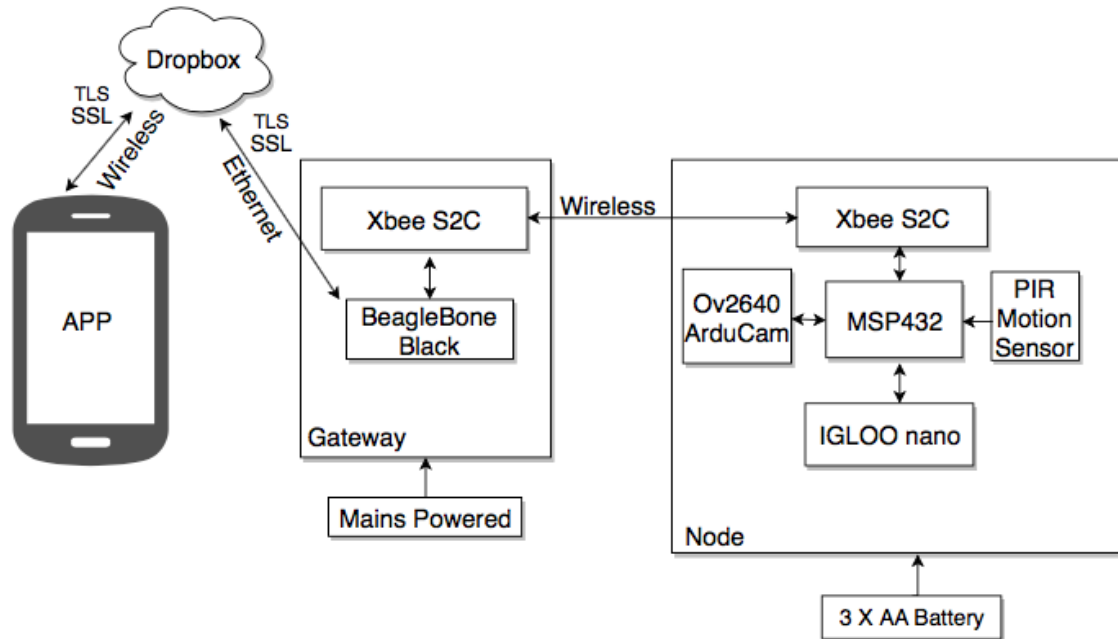 Dropbox
TLS
SSL
Wireless
TLS
SSL
Ethernet
APP
Xbee S2C
BeagleBone
Black
Gateway
Mains Powered
Wireless
Xbee S2C
Ov2640
ArduCam
MSP432
PIR
Motion
Sensor
IGLOO nano
Node
3 X AA Battery